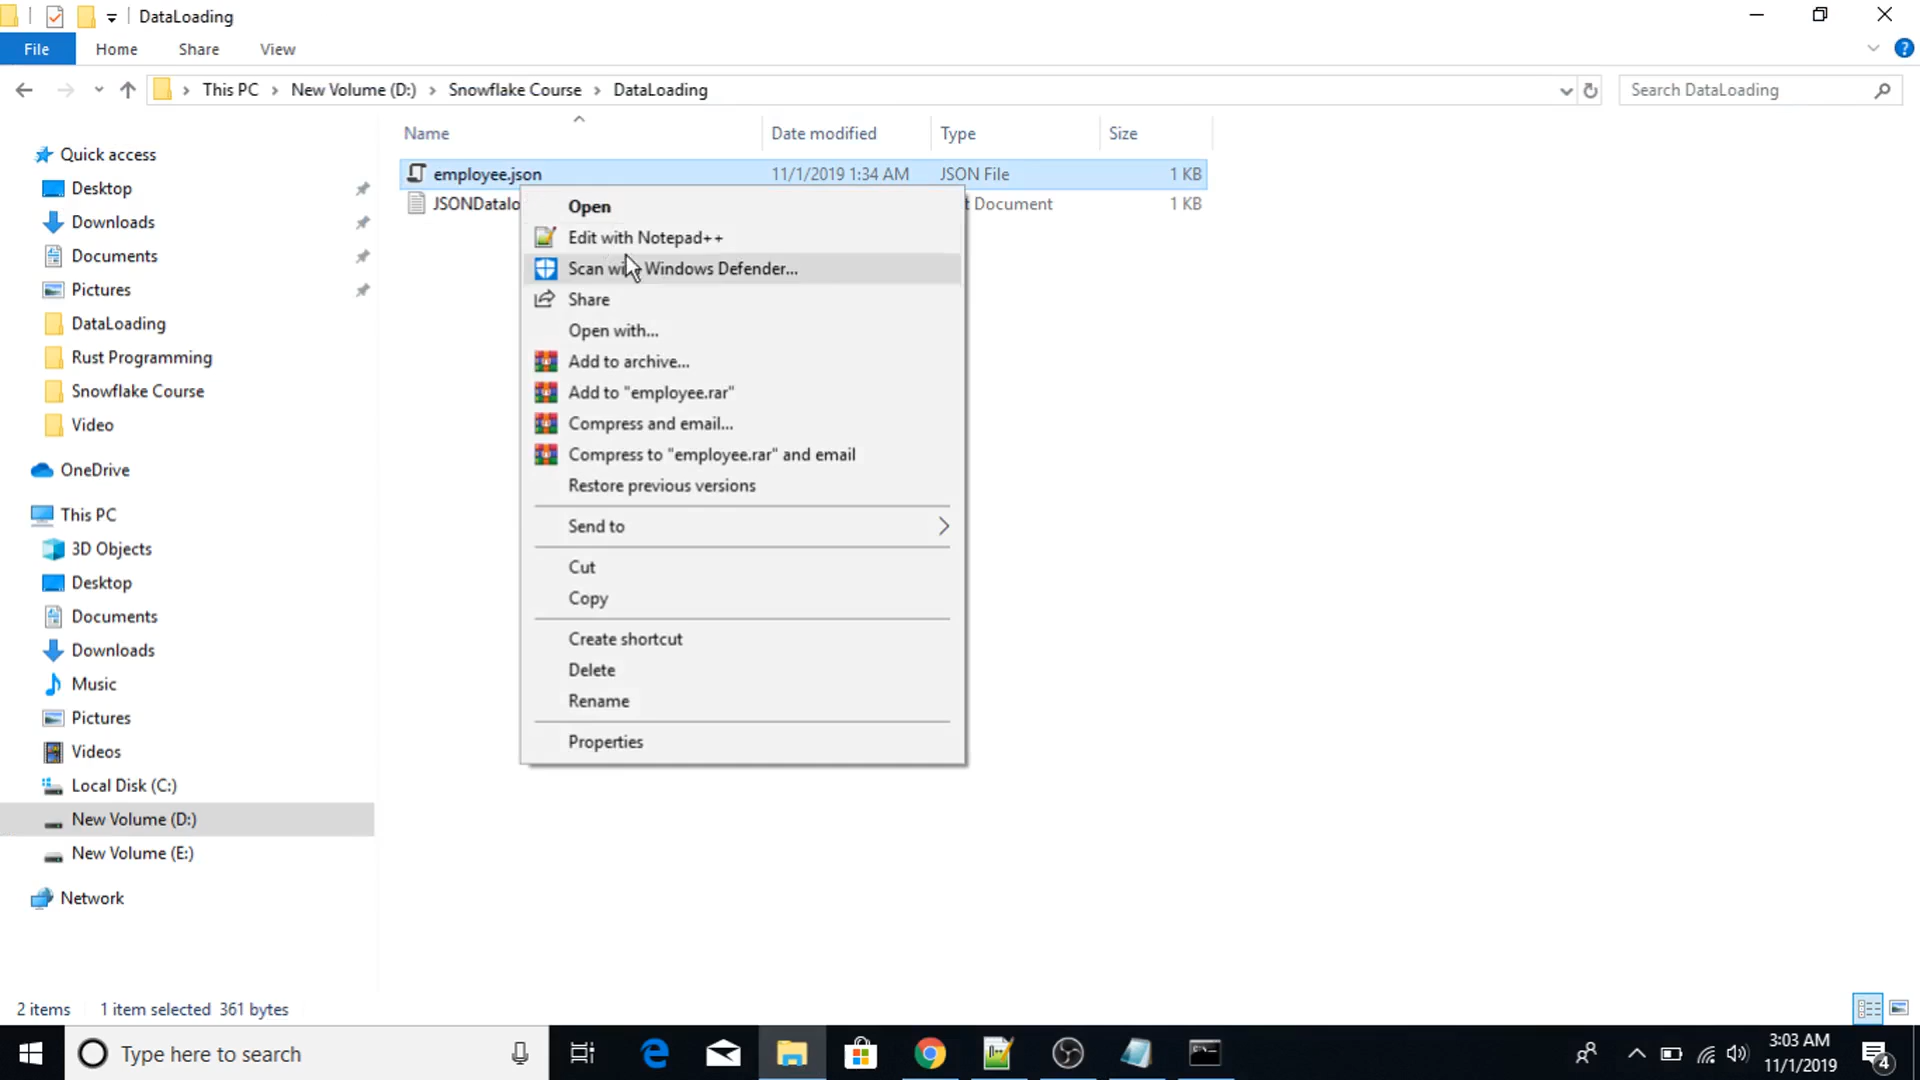 DataLoading
File Home Share View
This PC New Volume (D:) Snowflake Course DataLoading
Search DataLoading
Name Date modified Type Size
employee.json 11/1/2019 1:34 AM JSON File 1 KB
JSONDatalo t Document 1 KB
Quick access
Desktop
Downloads
Documents
Pictures
DataLoading
Rust Programming
Snowflake Course
Video
OneDrive
This PC
3D Objects
Desktop
Documents
Downloads
Music
Pictures
Videos
Local Disk (C:)
New Volume (D:)
New Volume (E:)
Network
Open
Edit with Notepad++
Scan with Windows Defender...
Share
Open with...
Add to archive...
Add to "employee.rar"
Compress and email...
Compress to "employee.rar" and email
Restore previous versions
Send to
Cut
Copy
Create shortcut
Delete
Rename
Properties
2 items 1 item selected 361 bytes
Type here to search
3:03 AM
11/1/2019
4